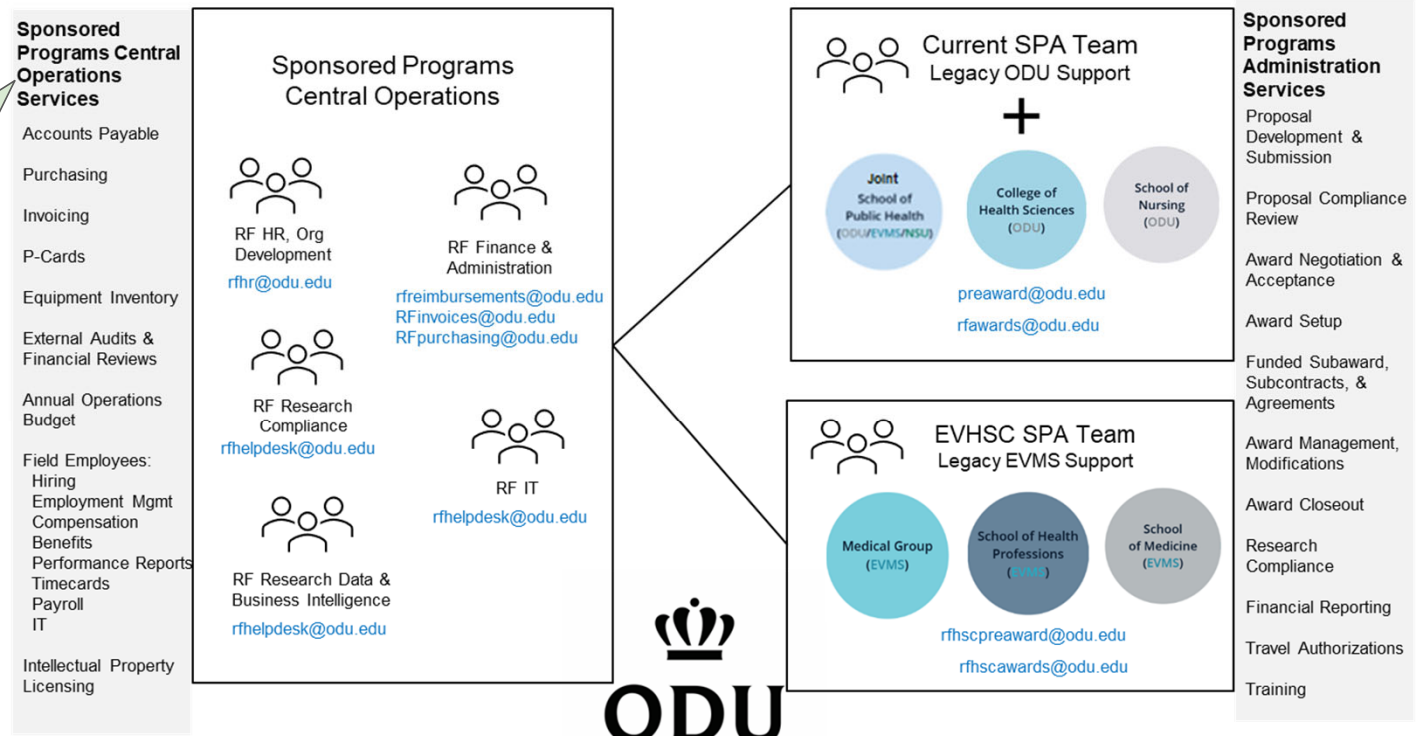 Sponsored
Programs Central
Operations
Services
Accounts Payable
Purchasing
Invoicing
P-Cards
Equipment Inventory
External Audits &
Financial Reviews
Annual Operations
Budget
Field Employees:
Hiring
Employment Mgmt
Compensation
Benefits
Performance Reports
Timecards
Payroll
IT
Intellectual Property
Licensing
Sponsored Programs
Central Operations
RF HR, Org
Development
rfhr@odu.edu
RF Finance &
Administration
rfreimbursements@odu.edu
RFinvoices@odu.edu
RFpurchasing@odu.edu
RF Research
Compliance
rfhelpdesk@odu.edu
RF IT
rfhelpdesk@odu.edu
RF Research Data &
Business Intelligence
rfhelpdesk@odu.edu
Current SPA Team
Legacy ODU Support
+
Joint
School of
Public Health
(ODU/EVMS/NSU)
College of
Health Sciences
(ODU)
School of
Nursing
(ODU)
preaward@odu.edu
rfawards@odu.edu
EVHSC SPA Team
Legacy EVMS Support
Medical Group
(EVMS)
School of Health
Professions
(EVMS)
School
of Medicine
(EVMS)
rfhscpreaward@odu.edu
rfhscawards@odu.edu
ODU
Sponsored
Programs
Administration
Services
Proposal
Development &
Submission
Proposal Compliance
Review
Award Negotiation &
Acceptance
Award Setup
Funded Subaward,
Subcontracts, &
Agreements
Award Management,
Modifications
Award Closeout
Research
Compliance
Financial Reporting
Travel Authorizations
Training